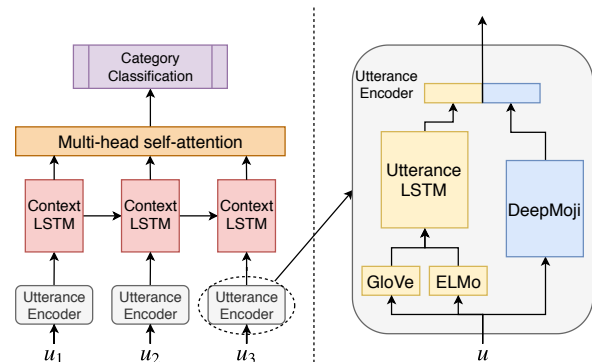 Category
Classification
Multi-head self-attention
Context
LSTM
Context
LSTM
Context
LSTM
Utterance
Encoder
Utterance
Encoder
Utterance
Encoder
u1
u2
u3
Utterance
Encoder
Utterance
LSTM
DeepMoji
GloVe
ELMo
u